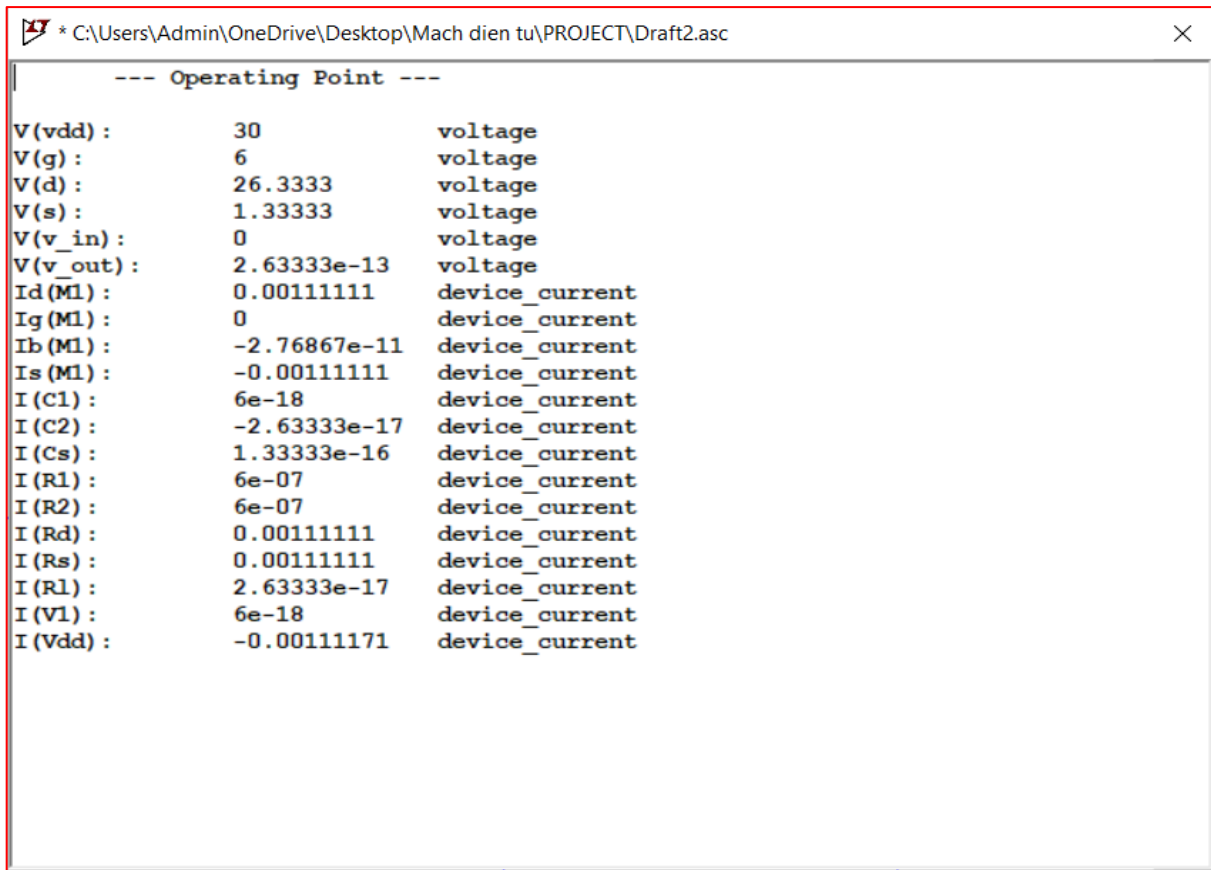 * C:\Users\Admin\OneDrive\Desktop\Mach dien tu\PROJECT\Draft2.asc
--- Operating Point ---
V(vdd): 30 voltage
V(g): 6 voltage
V(d): 26.3333 voltage
V(s): 1.33333 voltage
V(v_in): 0 voltage
V(v_out): 2.63333e-13 voltage
Id(M1): 0.00111111 device_current
Ig(M1): 0 device_current
Ib(M1): -2.76867e-11 device_current
Is(M1): -0.00111111 device_current
I(C1): 6e-18 device_current
I(C2): -2.63333e-17 device_current
I(Cs): 1.33333e-16 device_current
I(R1): 6e-07 device_current
I(R2): 6e-07 device_current
I(Rd): 0.00111111 device_current
I(Rs): 0.00111111 device_current
I(Rl): 2.63333e-17 device_current
I(V1): 6e-18 device_current
I(Vdd): -0.00111171 device_current